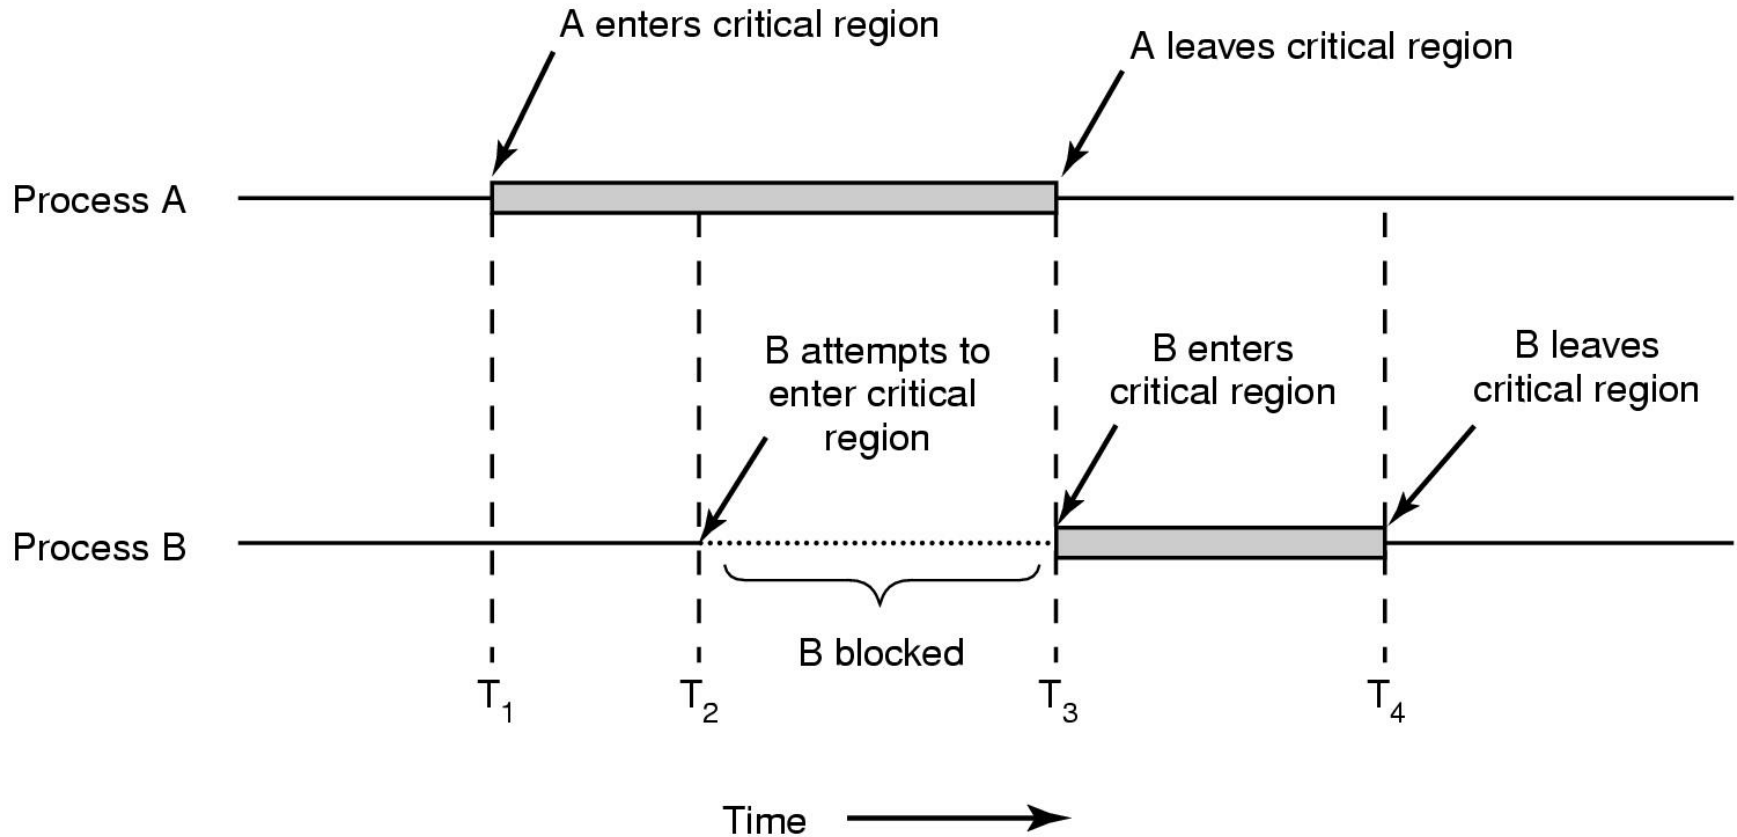 A enters critical region
A leaves critical region
Process A
B attempts to
enter critical
region
B enters
critical region
B leaves
critical region
Process B
B blocked
T1
T2
T3
T4
Time